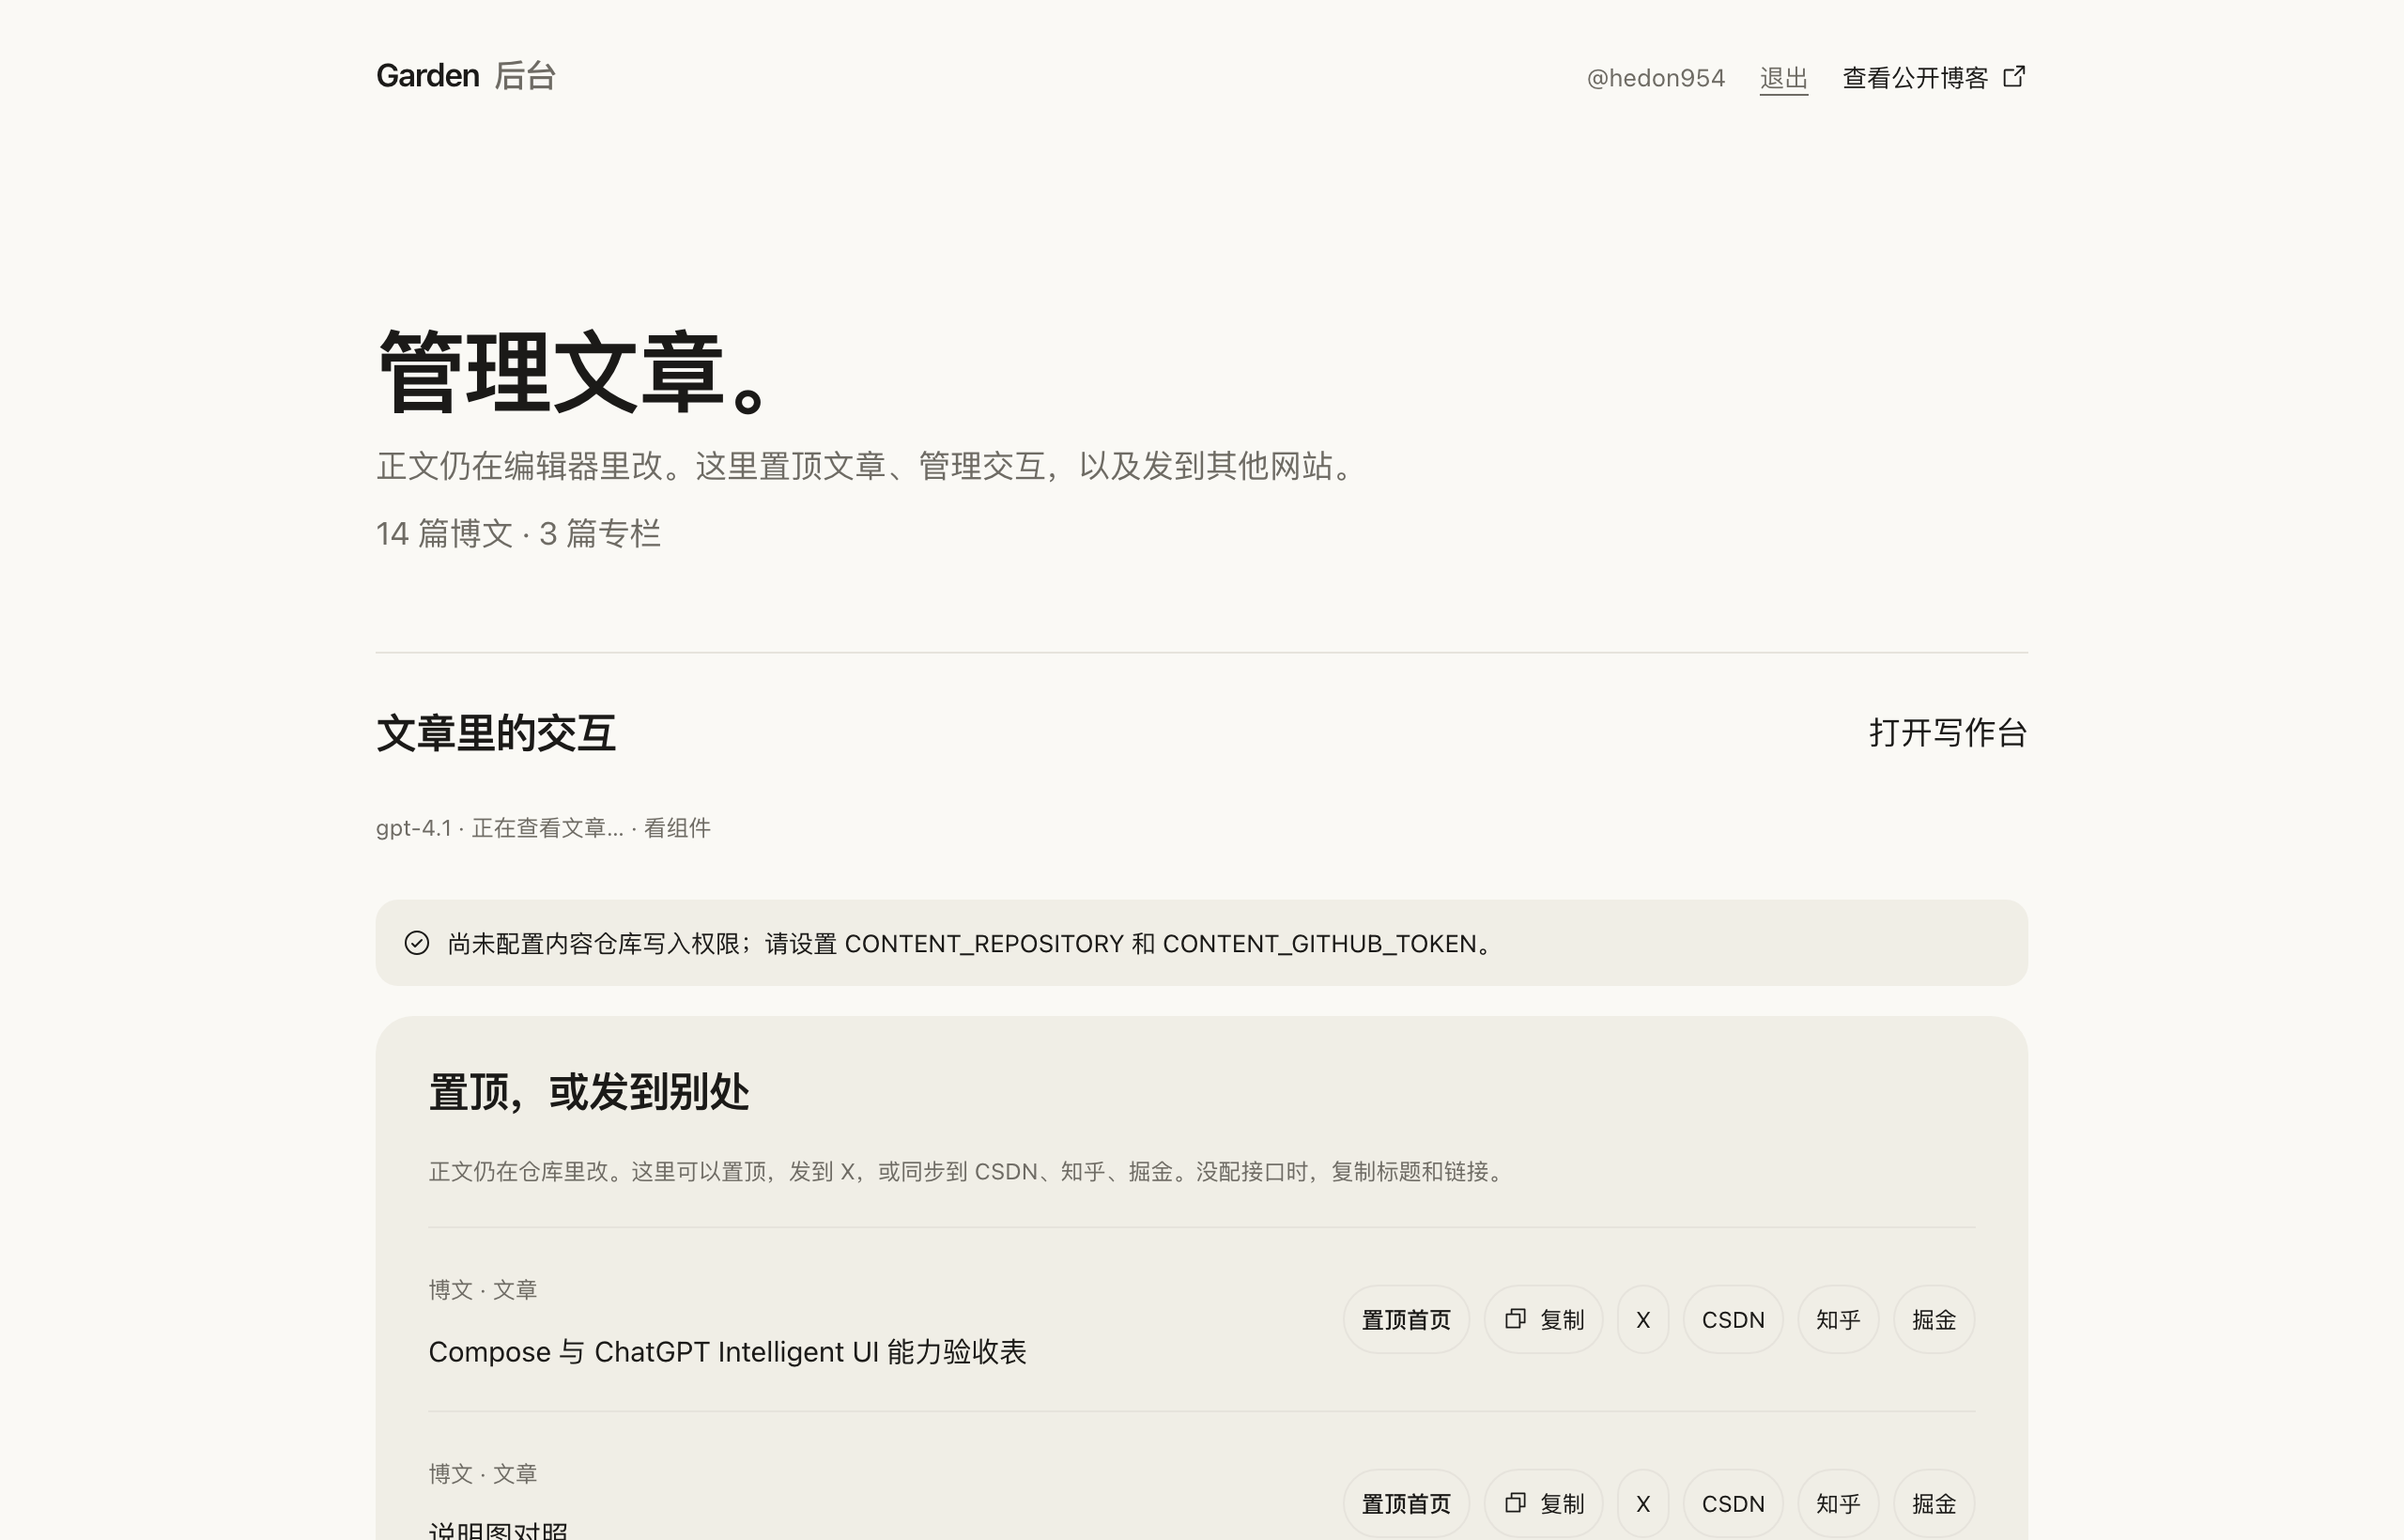 Garden 后台
@hedon954 退出 查看公开博客
管理文章。
正文仍在编辑器里改。这里置顶文章、管理交互，以及发到其他网站。
14 篇博文 · 3 篇专栏
文章里的交互
打开写作台
gpt-4.1 · 正在查看文章... · 看组件
尚未配置内容仓库写入权限；请设置 CONTENT_REPOSITORY 和 CONTENT_GITHUB_TOKEN。
置顶，或发到别处
正文仍在仓库里改。这里可以置顶，发到 X，或同步到 CSDN、知乎、掘金。没配接口时，复制标题和链接。
博文 · 文章
Compose 与 ChatGPT Intelligent UI 能力验收表
置顶首页 复制 X CSDN 知乎 掘金
博文 · 文章
说明图对照
置顶首页 复制 X CSDN 知乎 掘金